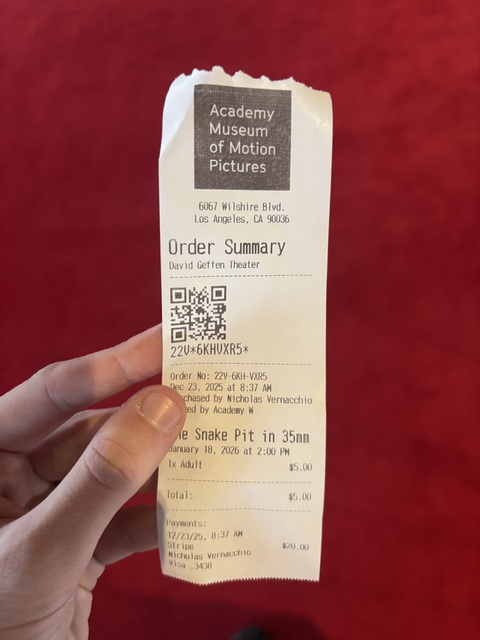 Academy
Museum
of Motion
Pictures
6067 Wilshire Blvd.
Los Angeles, CA 90036
Order Summary
David Geffen Theater
22V*6KHVXR5*
Order No: 22V-6KH-VXR5
Dec 23, 2025 at 8:37 AM
chased by Nicholas Vernacchio
ed by Academy W
e Snake Pit in 35mm
January 18, 2026 at 2:00 PM
1x Adult $5.00
Total: $5.00
Payments:
12/23/25, 8:37 AM
Stripe $20.00
Nicholas Vernacchio
Visa .3438